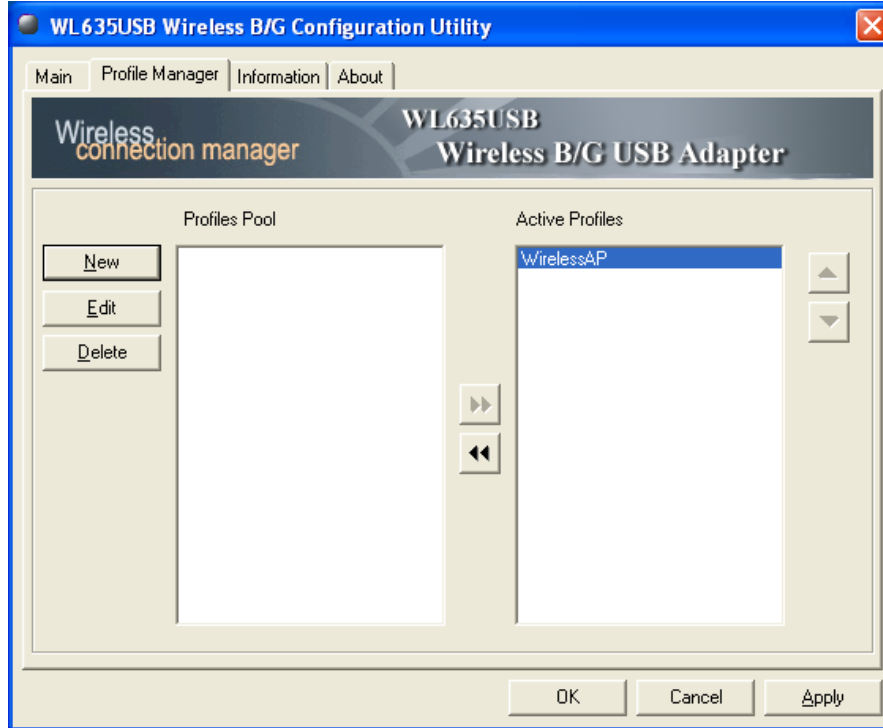 WL635USB Wireless B/G Configuration Utility
Main Profile Manager Information About
Wireless
connection manager
WL635USB
Wireless B/G USB Adapter
Profiles Pool
Active Profiles
New
Edit
Delete
WirelessAP
OK Cancel Apply